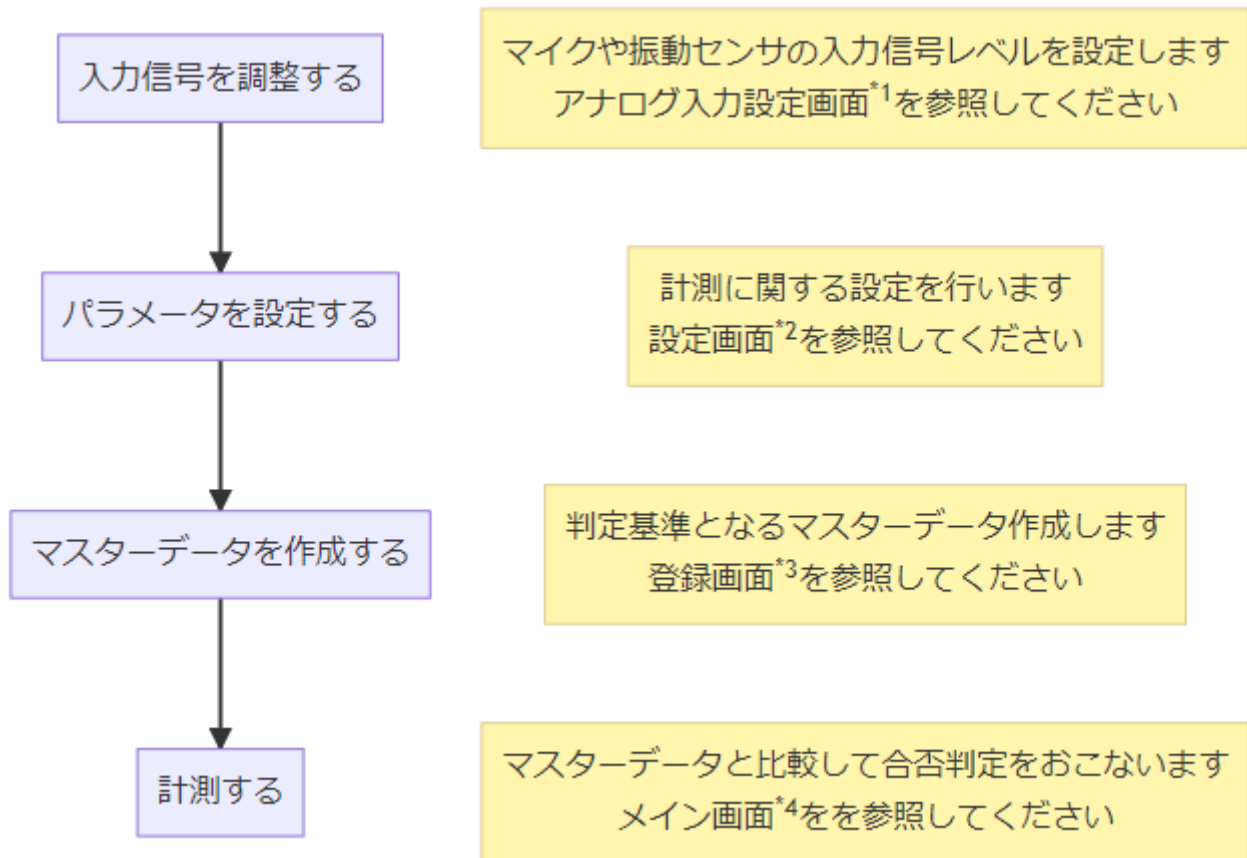 入力信号を調整する
マイクや振動センサの入力信号レベルを設定します
アナログ入力設定画面*1を参照してください
パラメータを設定する
計測に関する設定を行います
設定画面*2を参照してください
マスターデータを作成する
判定基準となるマスターデータ作成します
登録画面*3を参照してください
計測する
マスターデータと比較して合否判定をおこないます
メイン画面*4をを参照してください